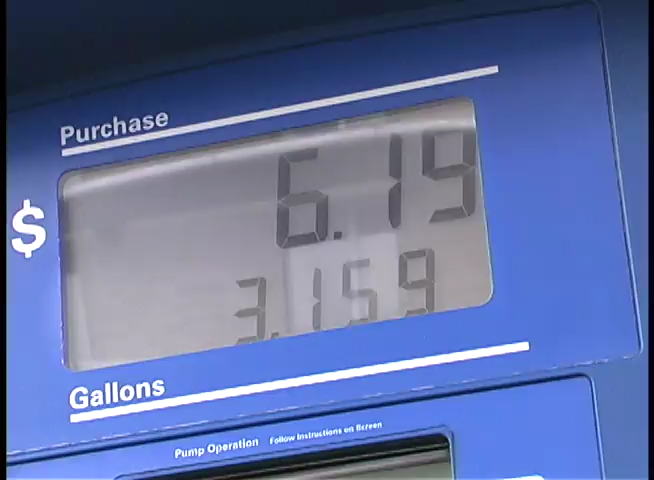 Purchase
$ 6.19
3.159
Gallons
Pump Operation Follow Instructions on Screen